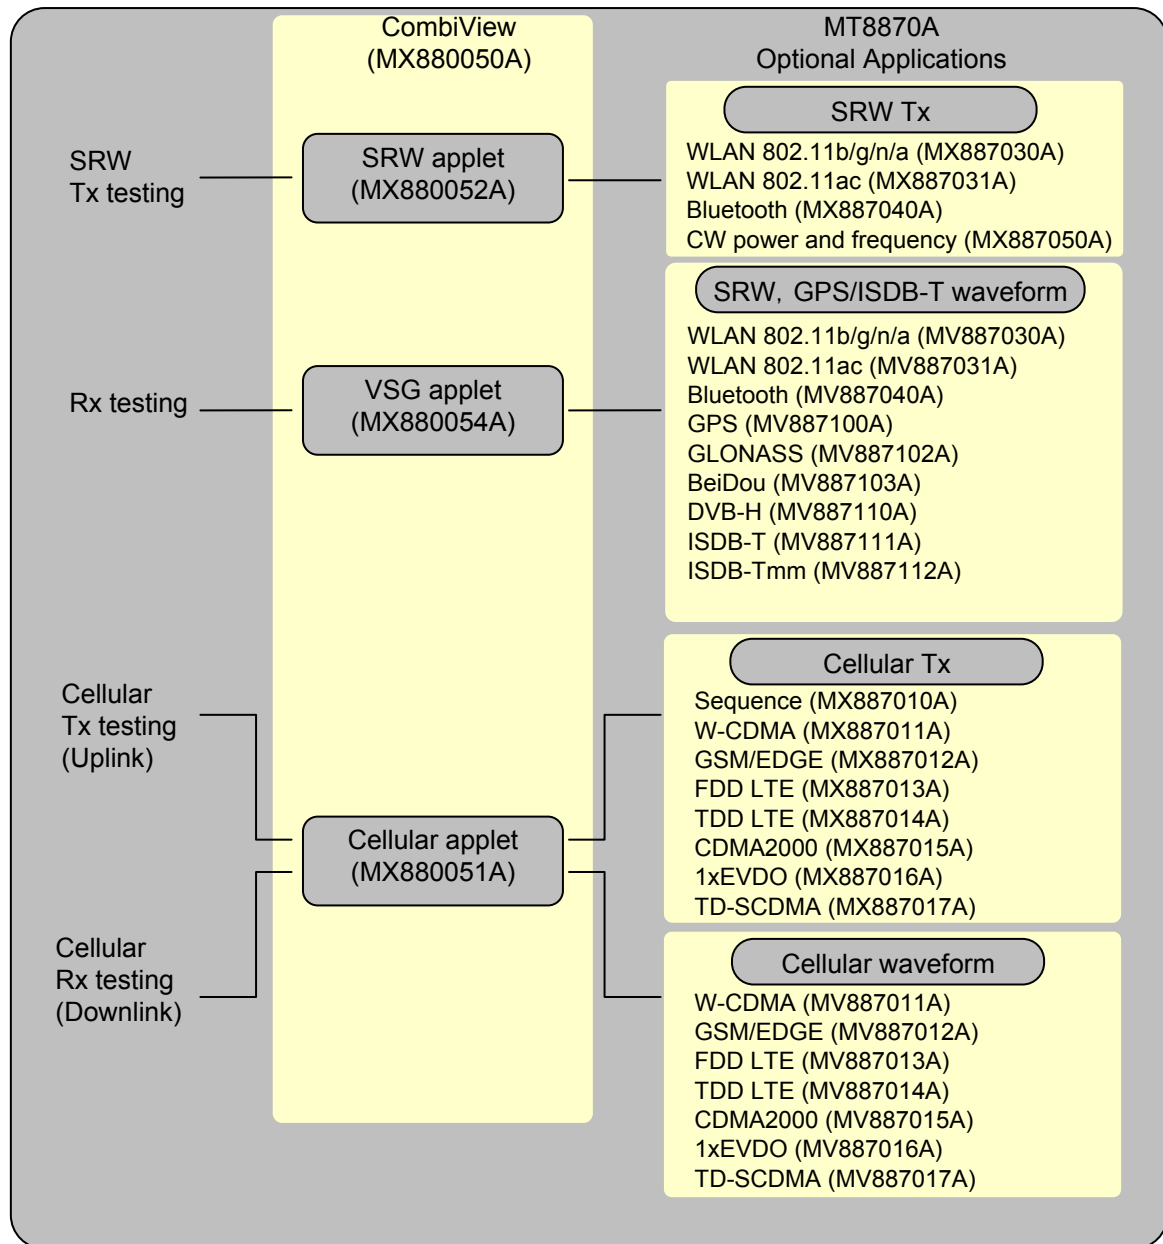 CombiView
(MX880050A)
MT8870A
Optional Applications
SRW
Tx testing
SRW applet
(MX880052A)
SRW Tx
WLAN 802.11b/g/n/a (MX887030A)
WLAN 802.11ac (MX887031A)
Bluetooth (MX887040A)
CW power and frequency (MX887050A)
Rx testing
VSG applet
(MX880054A)
SRW, GPS/ISDB-T waveform
WLAN 802.11b/g/n/a (MV887030A)
WLAN 802.11ac (MV887031A)
Bluetooth (MV887040A)
GPS (MV887100A)
GLONASS (MV887102A)
BeiDou (MV887103A)
DVB-H (MV887110A)
ISDB-T (MV887111A)
ISDB-Tmm (MV887112A)
Cellular
Tx testing
(Uplink)
Cellular
Rx testing
(Downlink)
Cellular applet
(MX880051A)
Cellular Tx
Sequence (MX887010A)
W-CDMA (MX887011A)
GSM/EDGE (MX887012A)
FDD LTE (MX887013A)
TDD LTE (MX887014A)
CDMA2000 (MX887015A)
1xEVDO (MX887016A)
TD-SCDMA (MX887017A)
Cellular waveform
W-CDMA (MV887011A)
GSM/EDGE (MV887012A)
FDD LTE (MV887013A)
TDD LTE (MV887014A)
CDMA2000 (MV887015A)
1xEVDO (MV887016A)
TD-SCDMA (MV887017A)